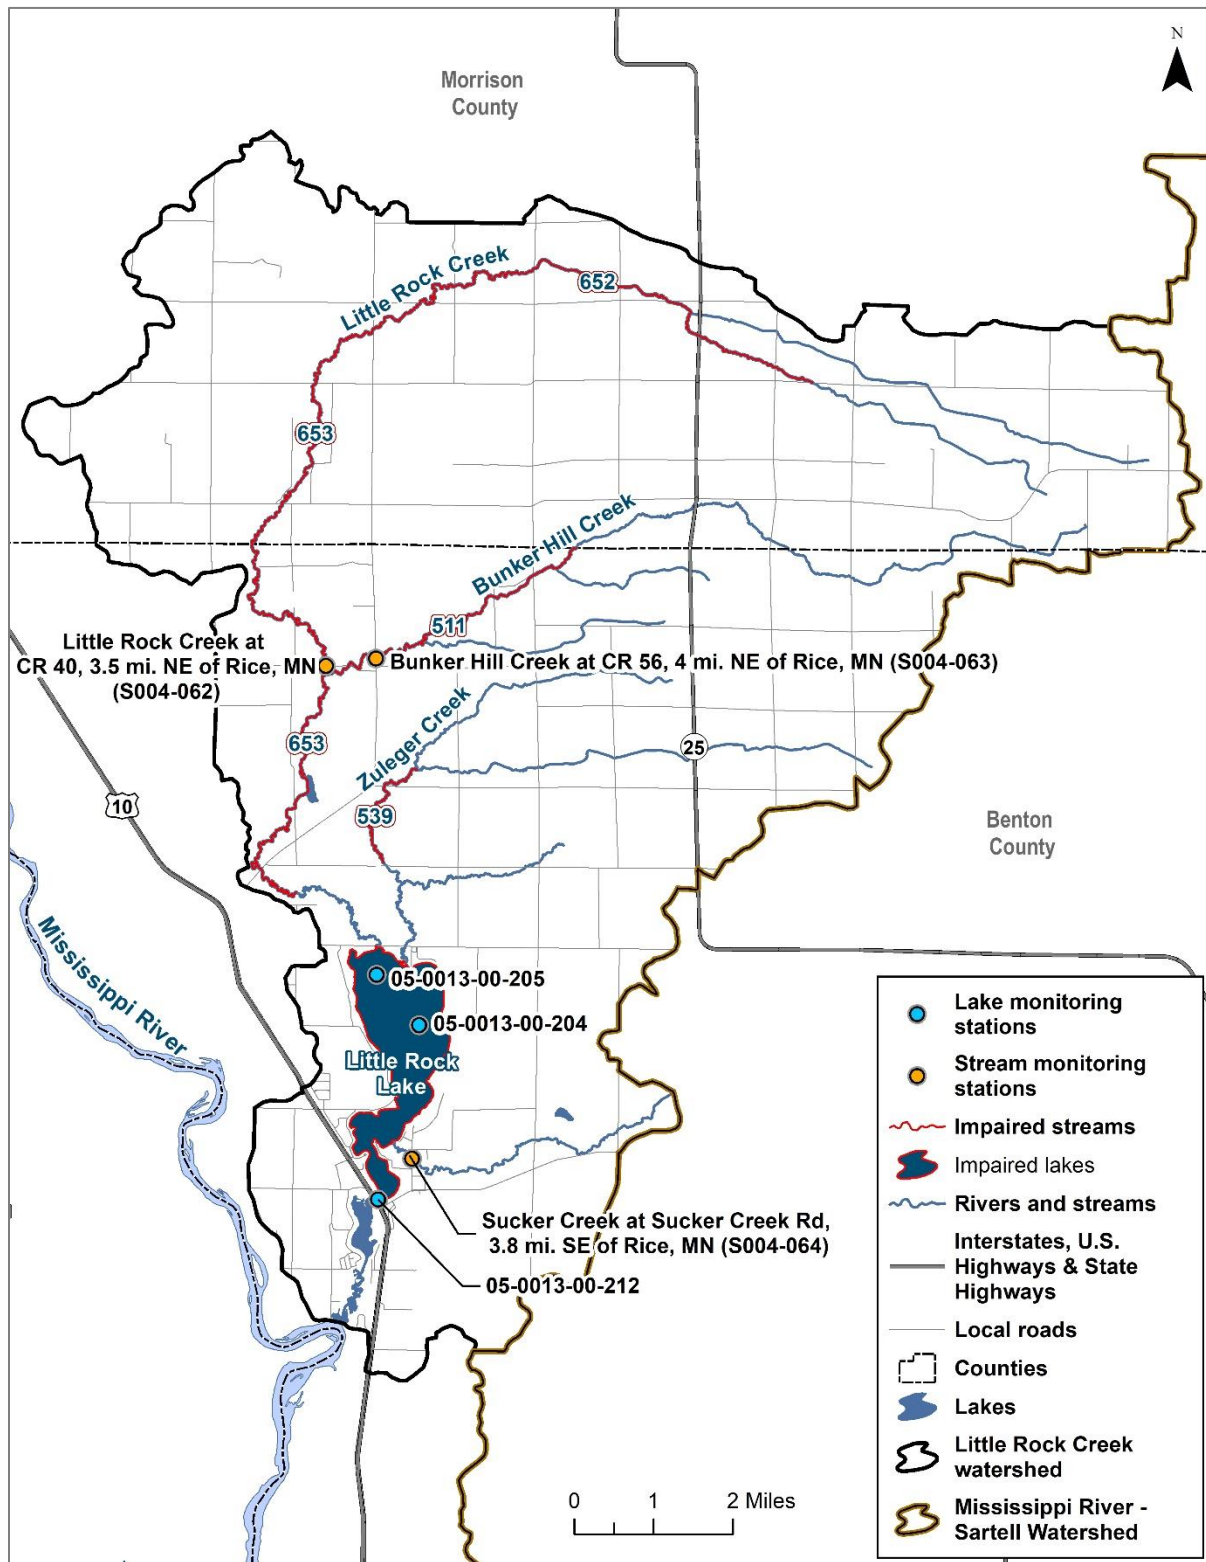 N
Morrison
County
Little Rock Creek
652
653
Bunker Hill Creek
511
Little Rock Creek at
CR 40, 3.5 mi. NE of Rice, MN
(S004-062)
Bunker Hill Creek at CR 56, 4 mi. NE of Rice, MN (S004-063)
653
Zuleger Creek
25
10
539
Benton
County
Mississippi River
05-0013-00-205
05-0013-00-204
Little Rock
Lake
Sucker Creek at Sucker Creek Rd,
3.8 mi. SE of Rice, MN (S004-064)
05-0013-00-212
0 1 2 Miles
Lake monitoring
stations
Stream monitoring
stations
Impaired streams
Impaired lakes
Rivers and streams
Interstates, U.S.
Highways & State
Highways
Local roads
Counties
Lakes
Little Rock Creek
watershed
Mississippi River -
Sartell Watershed